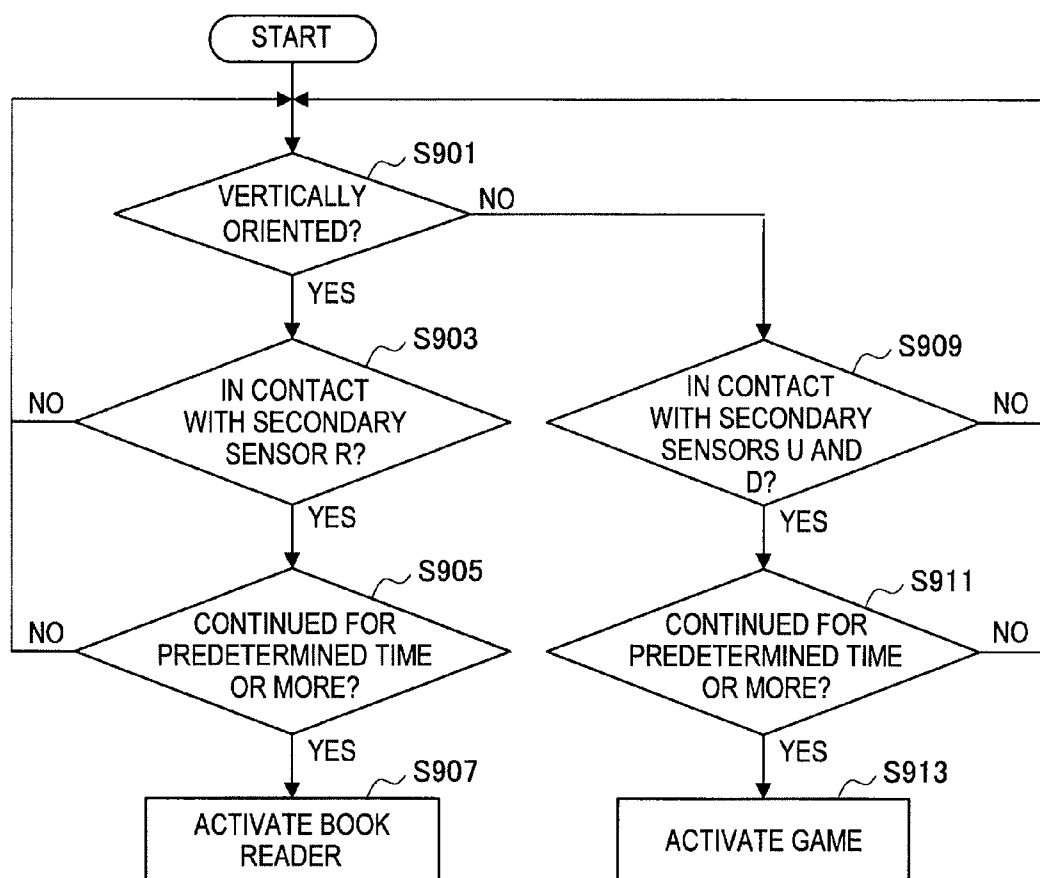 START
S901
VERTICALLY
ORIENTED?
NO
YES
S903
IN CONTACT
WITH SECONDARY
SENSOR R?
NO
YES
S909
IN CONTACT
WITH SECONDARY
SENSORS U AND
D?
NO
YES
S905
CONTINUED FOR
PREDETERMINED TIME
OR MORE?
NO
YES
S911
CONTINUED FOR
PREDETERMINED TIME
OR MORE?
NO
YES
S907
ACTIVATE BOOK
READER
S913
ACTIVATE GAME